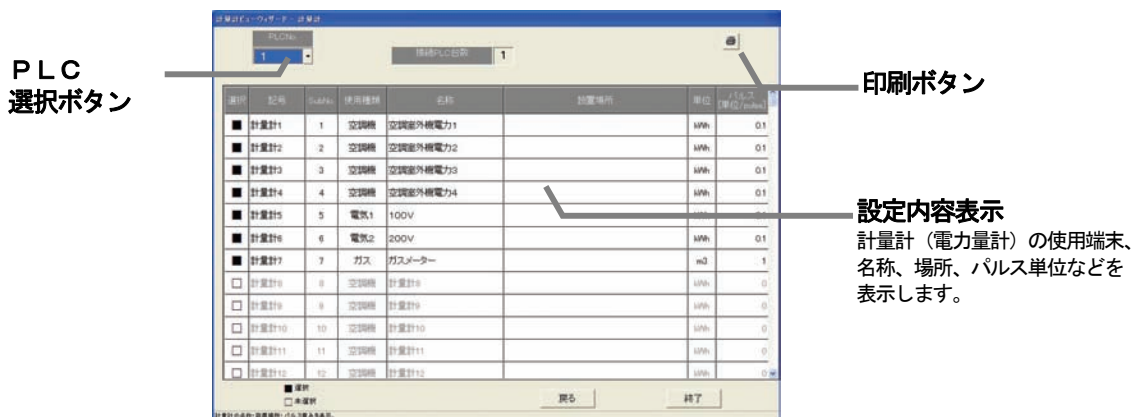 計量計ビューウィザード - 計量計
PLCNo.
1
接続PLC台数 1
PLC
選択ボタン
印刷ボタン
選択 記号 SubNo. 使用種類 名称 設置場所 単位 パルス
[単位/pulse]
■ 計量計1 1 空調機 空調室外機電力1 kWh 0.1
■ 計量計2 2 空調機 空調室外機電力2 kWh 0.1
■ 計量計3 3 空調機 空調室外機電力3 kWh 0.1
■ 計量計4 4 空調機 空調室外機電力4 kWh 0.1
■ 計量計5 5 電気1 100V
■ 計量計6 6 電気2 200V kWh 0.1
■ 計量計7 7 ガス ガスメーター m3 1
□ 計量計8 8 空調機 計量計8 kWh 0
□ 計量計9 9 空調機 計量計9 kWh 0
□ 計量計10 10 空調機 計量計10 kWh 0
□ 計量計11 11 空調機 計量計11 kWh 0
□ 計量計12 12 空調機 計量計12 kWh 0
設定内容表示
計量計（電力量計）の使用端末、
名称、場所、パルス単位などを
表示します。
■ 選択
□ 未選択
戻る 終了